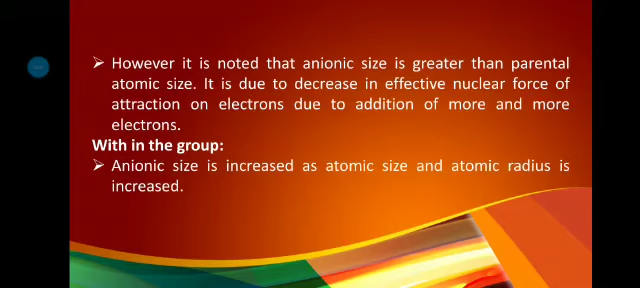 ➢ However it is noted that anionic size is greater than parental
atomic size. It is due to decrease in effective nuclear force of
attraction on electrons due to addition of more and more
electrons.
With in the group:
➢ Anionic size is increased as atomic size and atomic radius is
increased.